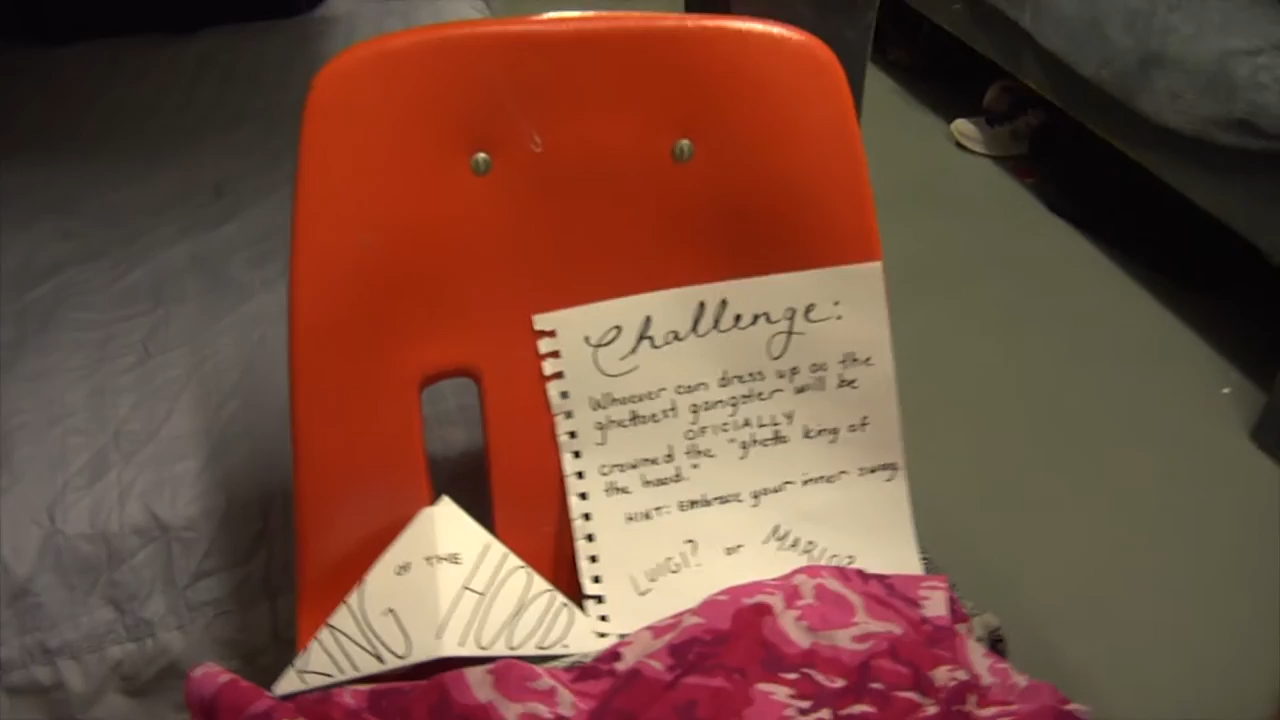 Challenge:
Whoever can dress up as the
ghettoest gangster will be
OFICIALLY
crowned the "ghetto king of
the hood."
HINT: Embrace your inner swag.
LUIGI? or MARIO?
KING OF THE HOOD.